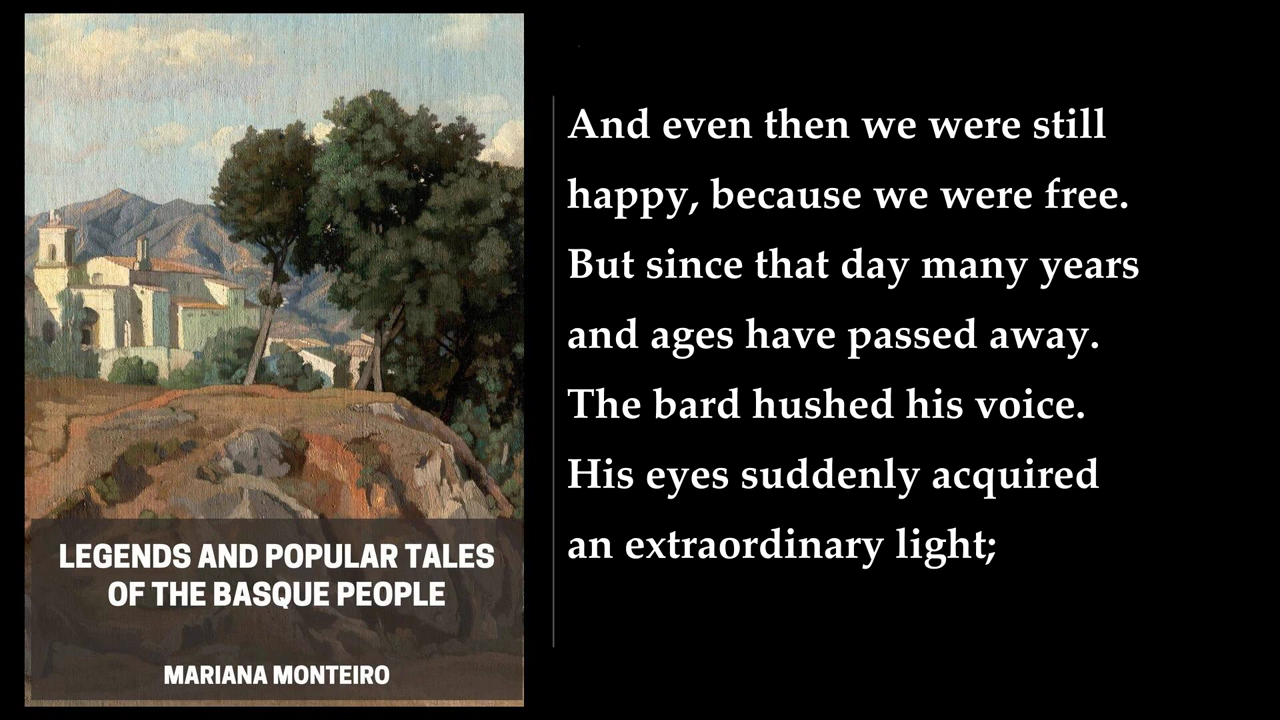 LEGENDS AND POPULAR TALES
OF THE BASQUE PEOPLE
MARIANA MONTEIRO
And even then we were still
happy, because we were free.
But since that day many years
and ages have passed away.
The bard hushed his voice.
His eyes suddenly acquired
an extraordinary light;